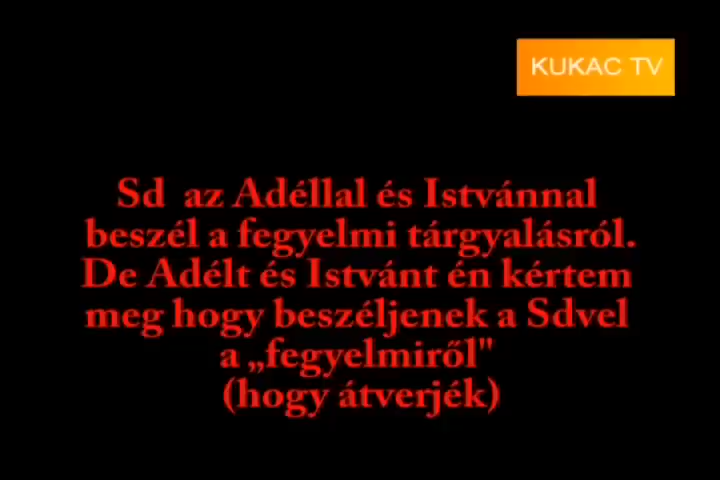 KUKAC TV
Sd az Adéllal és Istvánnal
beszél a fegyelmi tárgyalásról.
De Adélt és Istvánt én kértem
meg hogy beszéljenek a Sdvel
a „fegyelmiről"
(hogy átverjék)